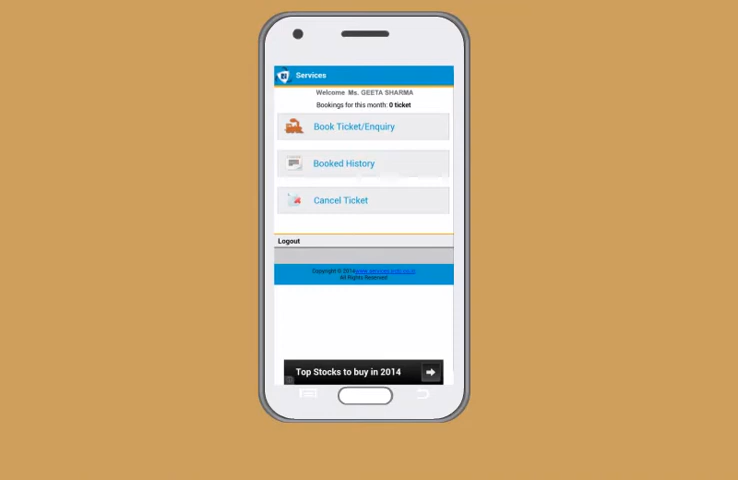 Services
Welcome Ms. GEETA SHARMA
Bookings for this month: 0 ticket
Book Ticket/Enquiry
Booked History
Cancel Ticket
Logout
Copyright © 2014
All Rights Reserved
Top Stocks to buy in 2014